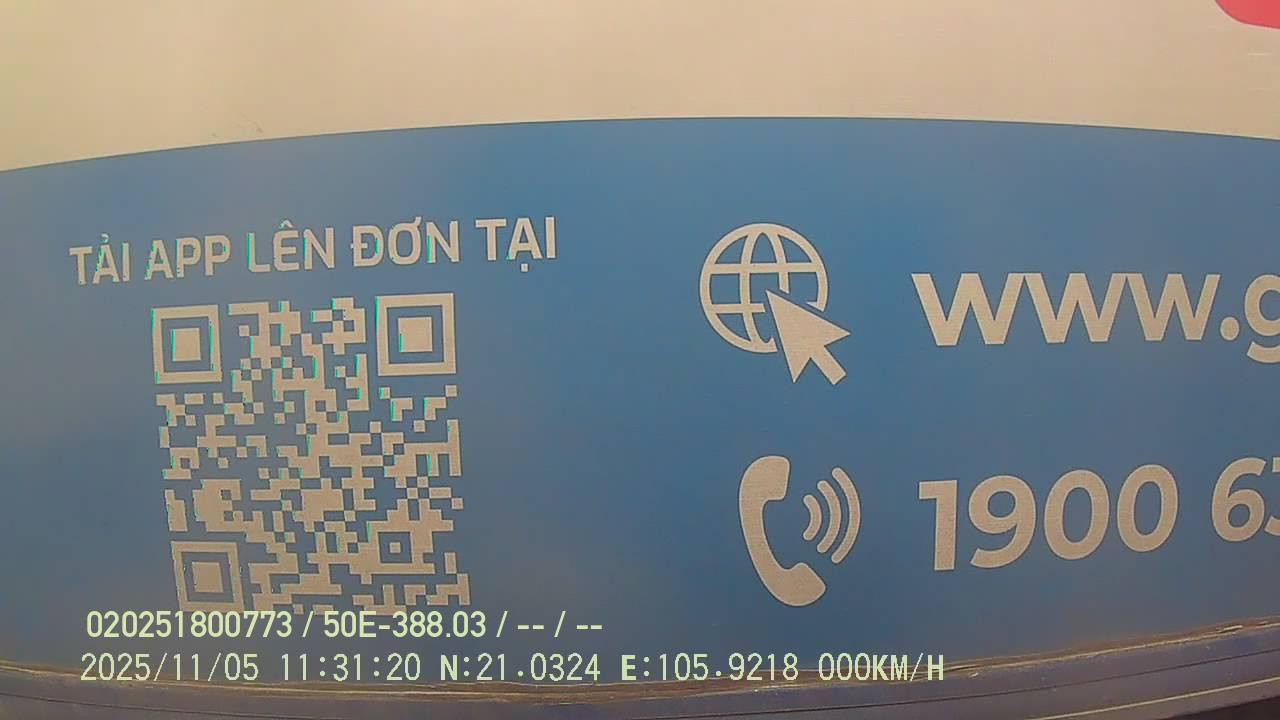 TẢI APP LÊN ĐƠN TẠI
www.g
1900 63
020251800773 / 50E-388.03 / -- / --
2025/11/05 11:31:20 N:21.0324 E:105.9218 000KM/H